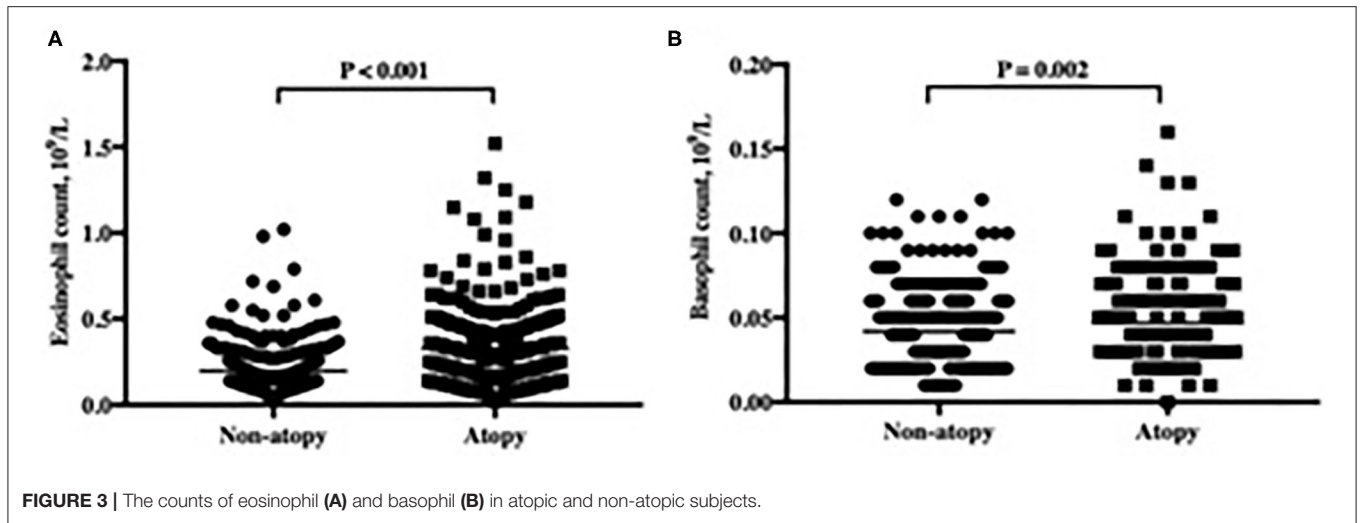 A
2.0
1.5
1.0
0.5
0.0
Eosinophil count, 10⁹/L
P < 0.001
Non-atopy
Atopy
B
0.20
0.15
0.10
0.05
0.00
Basophil count, 10⁹/L
P = 0.002
Non-atopy
Atopy
FIGURE 3 | The counts of eosinophil (A) and basophil (B) in atopic and non-atopic subjects.